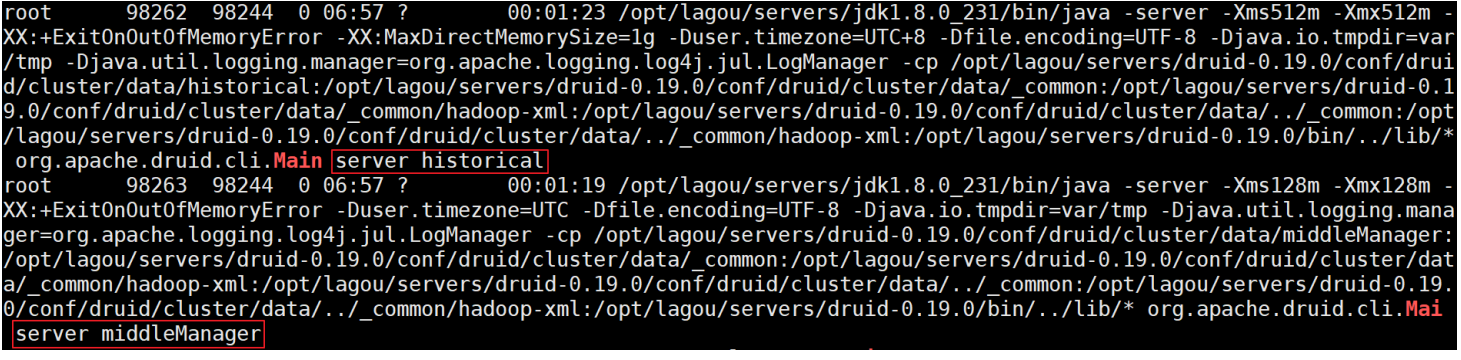 root      98262  98244  0 06:57 ?        00:01:23 /opt/lagou/servers/jdk1.8.0_231/bin/java -server -Xms512m -Xmx512m -
XX:+ExitOnOutOfMemoryError -XX:MaxDirectMemorySize=1g -Duser.timezone=UTC+8 -Dfile.encoding=UTF-8 -Djava.io.tmpdir=var
/tmp -Djava.util.logging.manager=org.apache.logging.log4j.jul.LogManager -cp /opt/lagou/servers/druid-0.19.0/conf/drui
d/cluster/data/historical:/opt/lagou/servers/druid-0.19.0/conf/druid/cluster/data/_common:/opt/lagou/servers/druid-0.1
9.0/conf/druid/cluster/data/_common/hadoop-xml:/opt/lagou/servers/druid-0.19.0/conf/druid/cluster/data/../_common:/opt
/lagou/servers/druid-0.19.0/conf/druid/cluster/data/../_common/hadoop-xml:/opt/lagou/servers/druid-0.19.0/bin/../lib/*
org.apache.druid.cli.Main server historical
root      98263  98244  0 06:57 ?        00:01:19 /opt/lagou/servers/jdk1.8.0_231/bin/java -server -Xms128m -Xmx128m -
XX:+ExitOnOutOfMemoryError -Duser.timezone=UTC -Dfile.encoding=UTF-8 -Djava.io.tmpdir=var/tmp -Djava.util.logging.mana
ger=org.apache.logging.log4j.jul.LogManager -cp /opt/lagou/servers/druid-0.19.0/conf/druid/cluster/data/middleManager:
/opt/lagou/servers/druid-0.19.0/conf/druid/cluster/data/_common:/opt/lagou/servers/druid-0.19.0/conf/druid/cluster/dat
a/_common/hadoop-xml:/opt/lagou/servers/druid-0.19.0/conf/druid/cluster/data/../_common:/opt/lagou/servers/druid-0.19.
0/conf/druid/cluster/data/../_common/hadoop-xml:/opt/lagou/servers/druid-0.19.0/bin/../lib/* org.apache.druid.cli.Mai
server middleManager